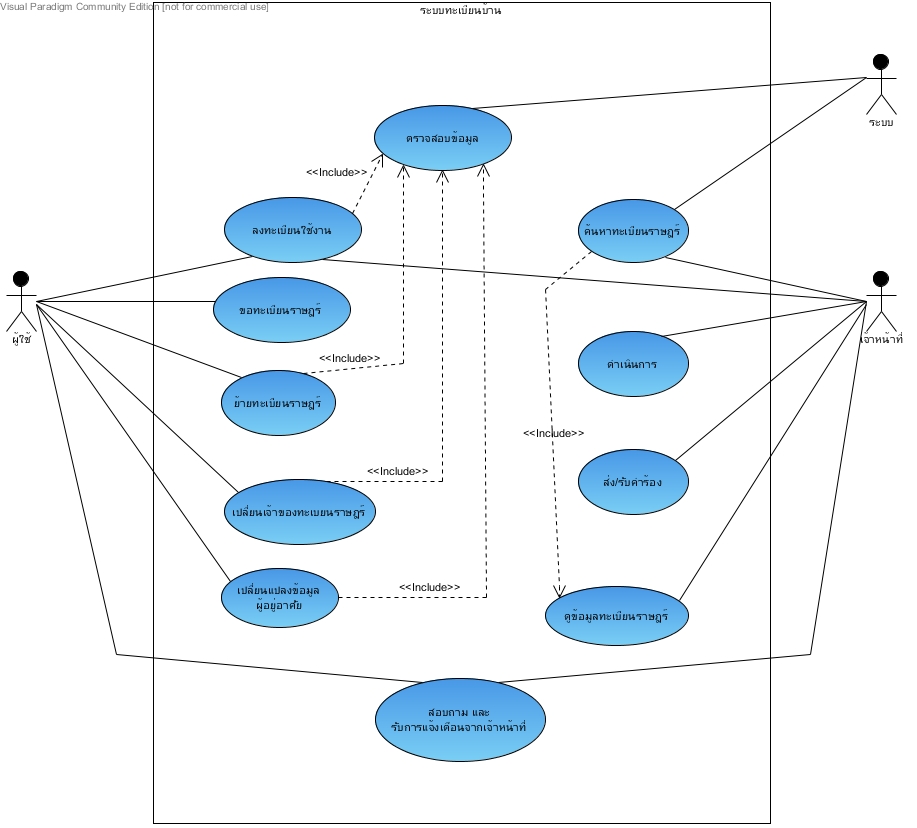 Visual Paradigm Community Edition [not for commercial use]
ระบบทะเบียนบ้าน
ระบบ
ตรวจสอบข้อมูล
<<Include>>
ลงทะเบียนใช้งาน
ค้นหาทะเบียนราษฎร์
ผู้ใช้
เจ้าหน้าที่
ขอทะเบียนราษฎร์
<<Include>>
ดำเนินการ
ย้ายทะเบียนราษฎร์
<<Include>>
<<Include>>
ส่ง/รับคำร้อง
เปลี่ยนเจ้าของทะเบยนราษฎร์
<<Include>>
เปลี่ยนแปลงข้อมูล
ผู้อยู่อาศัย
ดูข้อมูลทะเบียนราษฎร์
สอบถาม และ
รับการแจ้งเตือนจากเจ้าหน้าที่